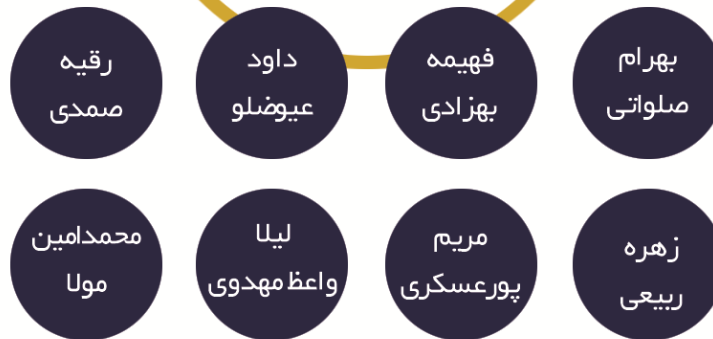 بهرام
صلواتی
فهیمه
بهزادی
داود
عیوضلو
رقیه
صمدی
زهره
ربیعی
مریم
پورعسکری
لیلا
واعظ مهدوی
محمدامین
مولا